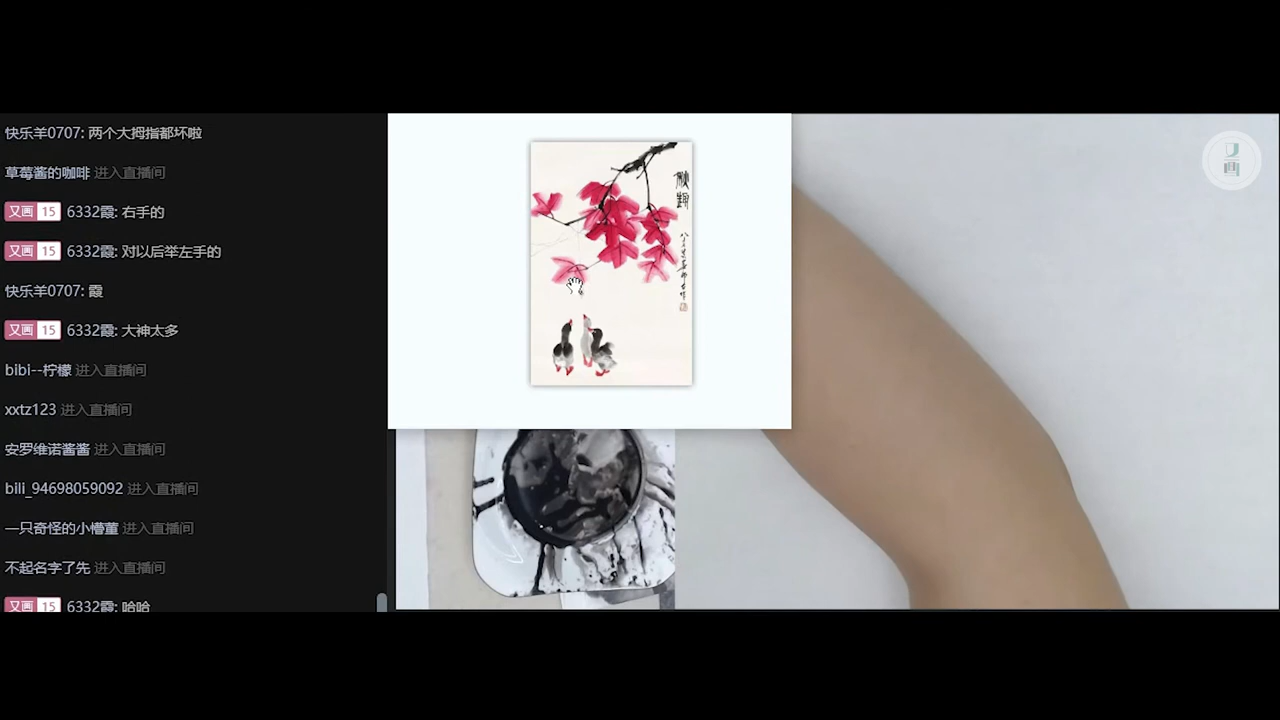 快乐羊0707: 两个大拇指都坏啦
草莓酱的咖啡 进入直播间
又画 15 6332霞: 右手的
又画 15 6332霞: 对以后举左手的
快乐羊0707: 霞
又画 15 6332霞: 大神太多
bibi--柠檬 进入直播间
xxtz123 进入直播间
安罗维诺酱酱 进入直播间
bili_94698059092 进入直播间
一只奇怪的小槽董 进入直播间
不起名字了先 进入直播间
又画 15 6332霞: 哈哈
又画